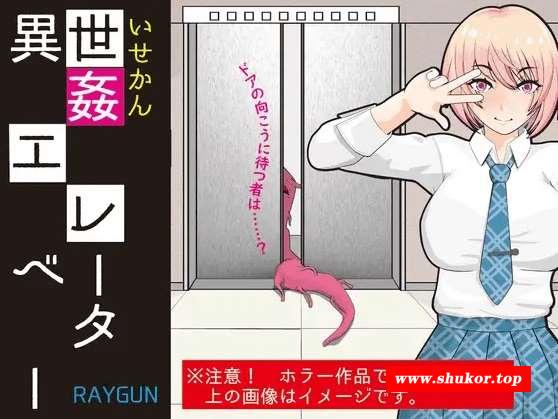 異世姦エレベーター
いせかん
ドアの向こうに待つ者は……?
RAYGUN
※注意! ホラー作品で
上の画像はイメージです。
www.shukor.top